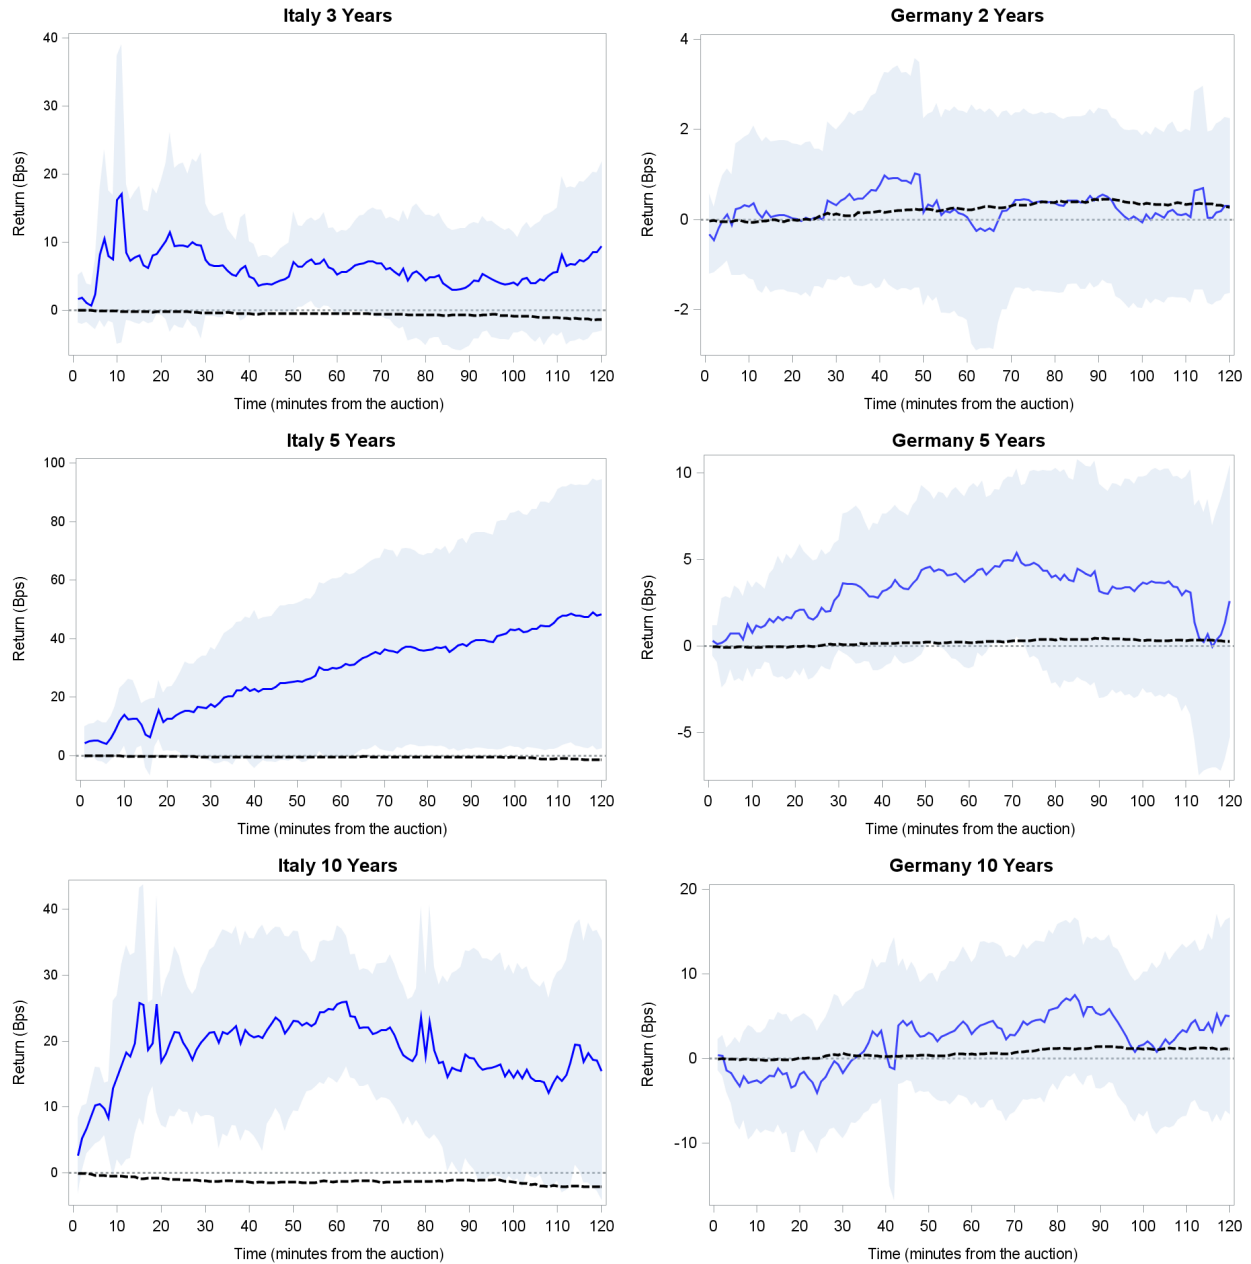 Italy 3 Years
Return (Bps)
40
30
20
10
0
0 10 20 30 40 50 60 70 80 90 100 110 120
Time (minutes from the auction)
Germany 2 Years
Return (Bps)
4
2
0
-2
0 10 20 30 40 50 60 70 80 90 100 110 120
Time (minutes from the auction)
Italy 5 Years
Return (Bps)
100
80
60
40
20
0
0 10 20 30 40 50 60 70 80 90 100 110 120
Time (minutes from the auction)
Germany 5 Years
Return (Bps)
10
5
0
-5
0 10 20 30 40 50 60 70 80 90 100 110 120
Time (minutes from the auction)
Italy 10 Years
Return (Bps)
40
30
20
10
0
0 10 20 30 40 50 60 70 80 90 100 110 120
Time (minutes from the auction)
Germany 10 Years
Return (Bps)
20
10
0
-10
0 10 20 30 40 50 60 70 80 90 100 110 120
Time (minutes from the auction)